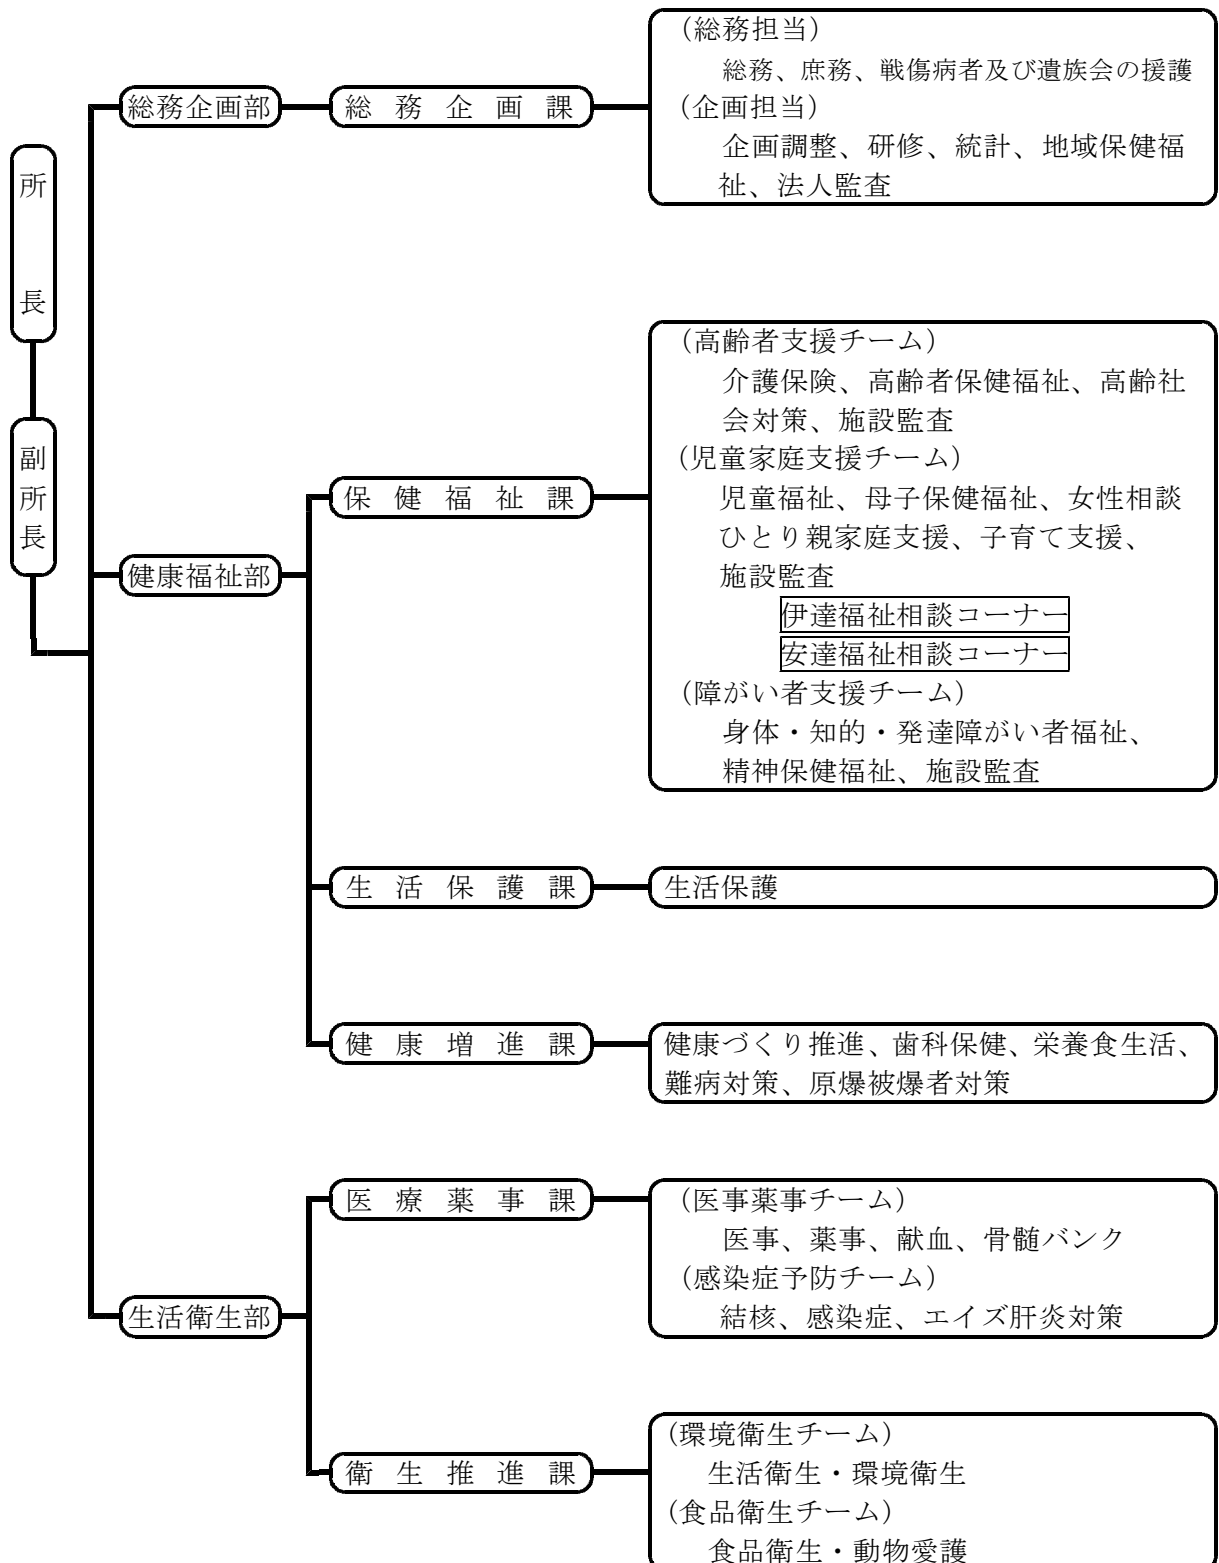 所長
副所長
総務企画部
総務企画課
（総務担当）
総務、庶務、戦傷病者及び遺族会の援護
（企画担当）
企画調整、研修、統計、地域保健福
祉、法人監査
健康福祉部
保健福祉課
（高齢者支援チーム）
介護保険、高齢者保健福祉、高齢社
会対策、施設監査
（児童家庭支援チーム）
児童福祉、母子保健福祉、女性相談
ひとり親家庭支援、子育て支援、
施設監査
伊達福祉相談コーナー
安達福祉相談コーナー
（障がい者支援チーム）
身体・知的・発達障がい者福祉、
精神保健福祉、施設監査
生活保護課
生活保護
健康増進課
健康づくり推進、歯科保健、栄養食生活、
難病対策、原爆被爆者対策
生活衛生部
医療薬事課
（医事薬事チーム）
医事、薬事、献血、骨髄バンク
（感染症予防チーム）
結核、感染症、エイズ肝炎対策
衛生推進課
（環境衛生チーム）
生活衛生・環境衛生
（食品衛生チーム）
食品衛生・動物愛護